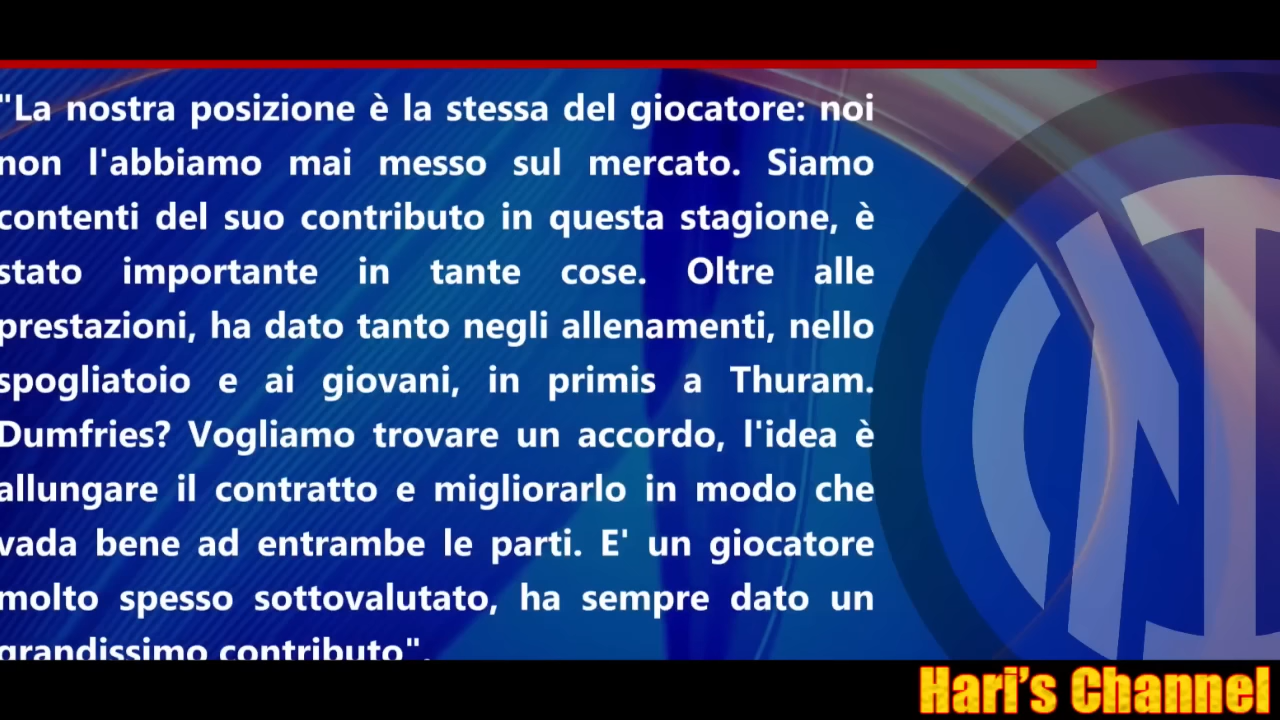 "La nostra posizione è la stessa del giocatore: noi
non l'abbiamo mai messo sul mercato. Siamo
contenti del suo contributo in questa stagione, è
stato importante in tante cose. Oltre alle
prestazioni, ha dato tanto negli allenamenti, nello
spogliatoio e ai giovani, in primis a Thuram.
Dumfries? Vogliamo trovare un accordo, l'idea è
allungare il contratto e migliorarlo in modo che
vada bene ad entrambe le parti. E' un giocatore
molto spesso sottovalutato, ha sempre dato un
grandissimo contributo".
Hari's Channel